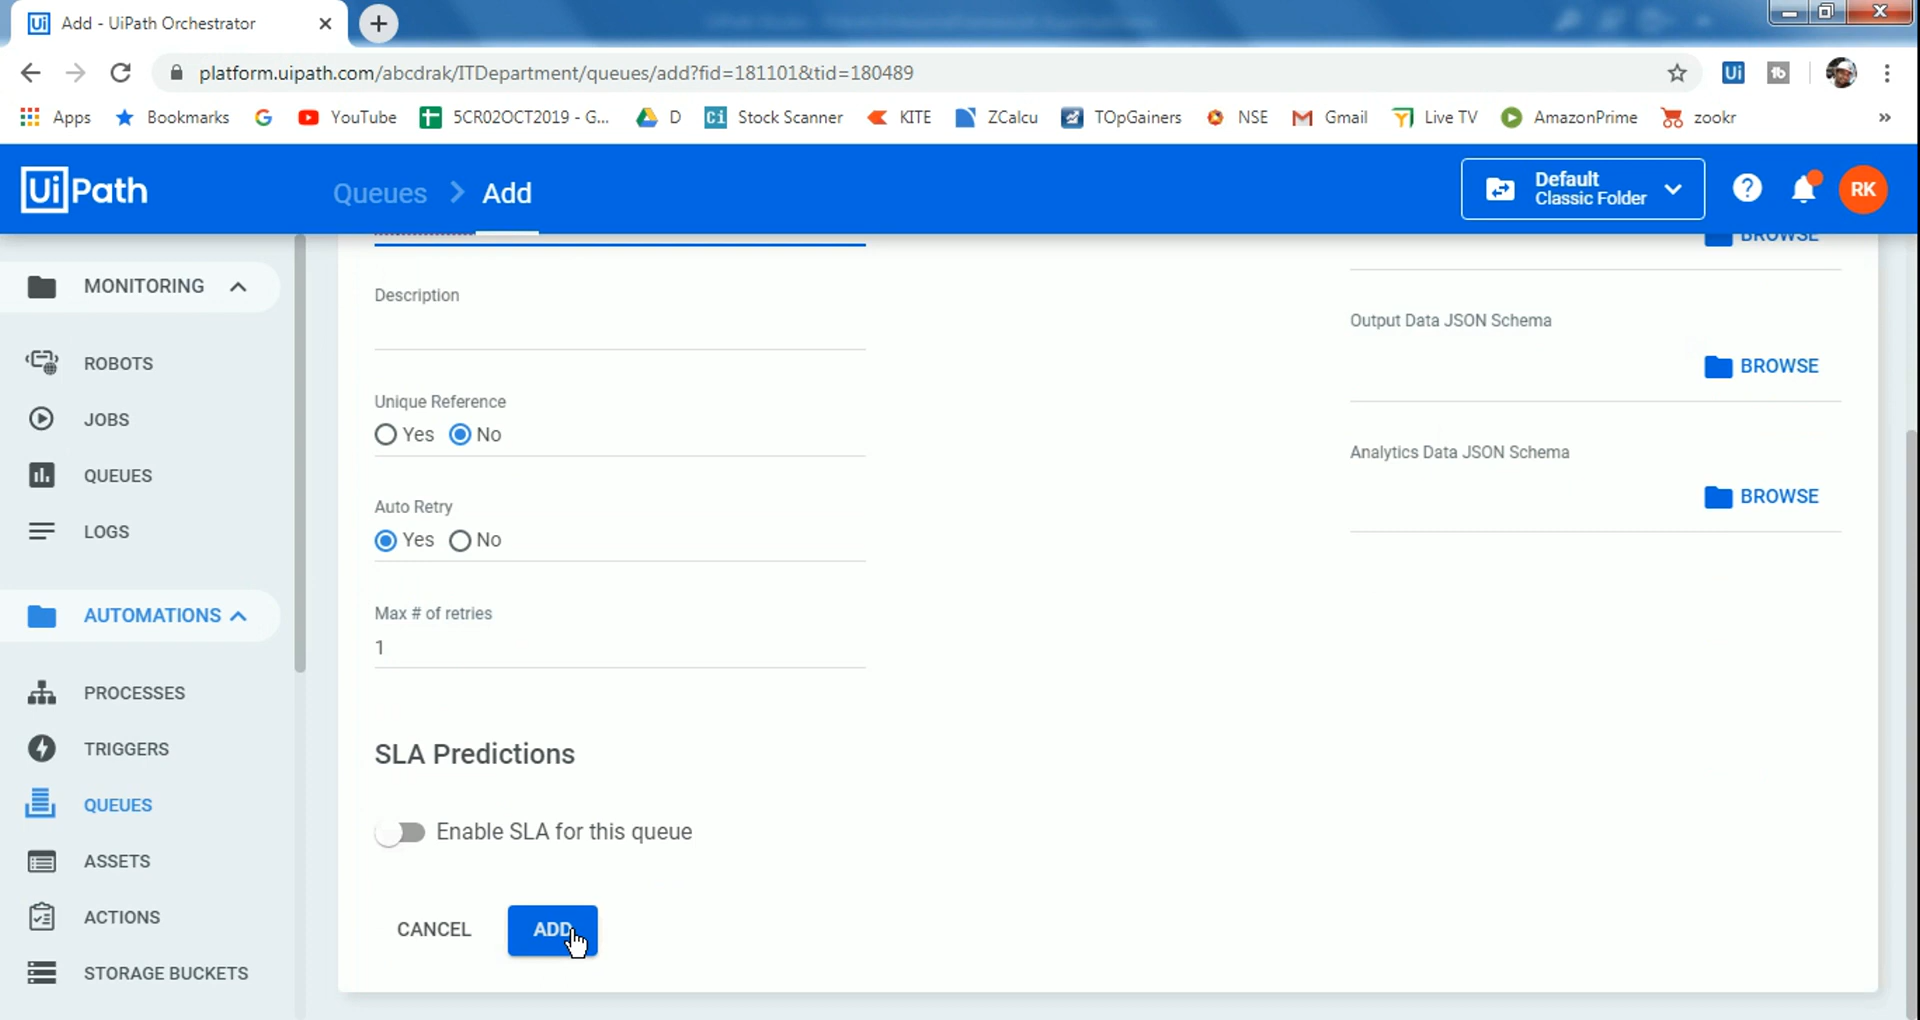 Ui Add - UiPath Orchestrator
platform.uipath.com/abcdrak/ITDepartment/queues/add?fid=181101&tid=180489
Ui
Apps Bookmarks YouTube 5CR02OCT2019 - G... D Ci Stock Scanner KITE ZCalcu TOpGainers NSE Gmail Live TV AmazonPrime zookr »
UiPath
Queues > Add
Default
Classic Folder
?
RK
MONITORING
ROBOTS
JOBS
QUEUES
LOGS
AUTOMATIONS
PROCESSES
TRIGGERS
QUEUES
ASSETS
ACTIONS
STORAGE BUCKETS
Description
Unique Reference
Yes No
Auto Retry
Yes No
Max # of retries
1
SLA Predictions
Enable SLA for this queue
CANCEL ADD
BROWSE
Output Data JSON Schema
BROWSE
Analytics Data JSON Schema
BROWSE